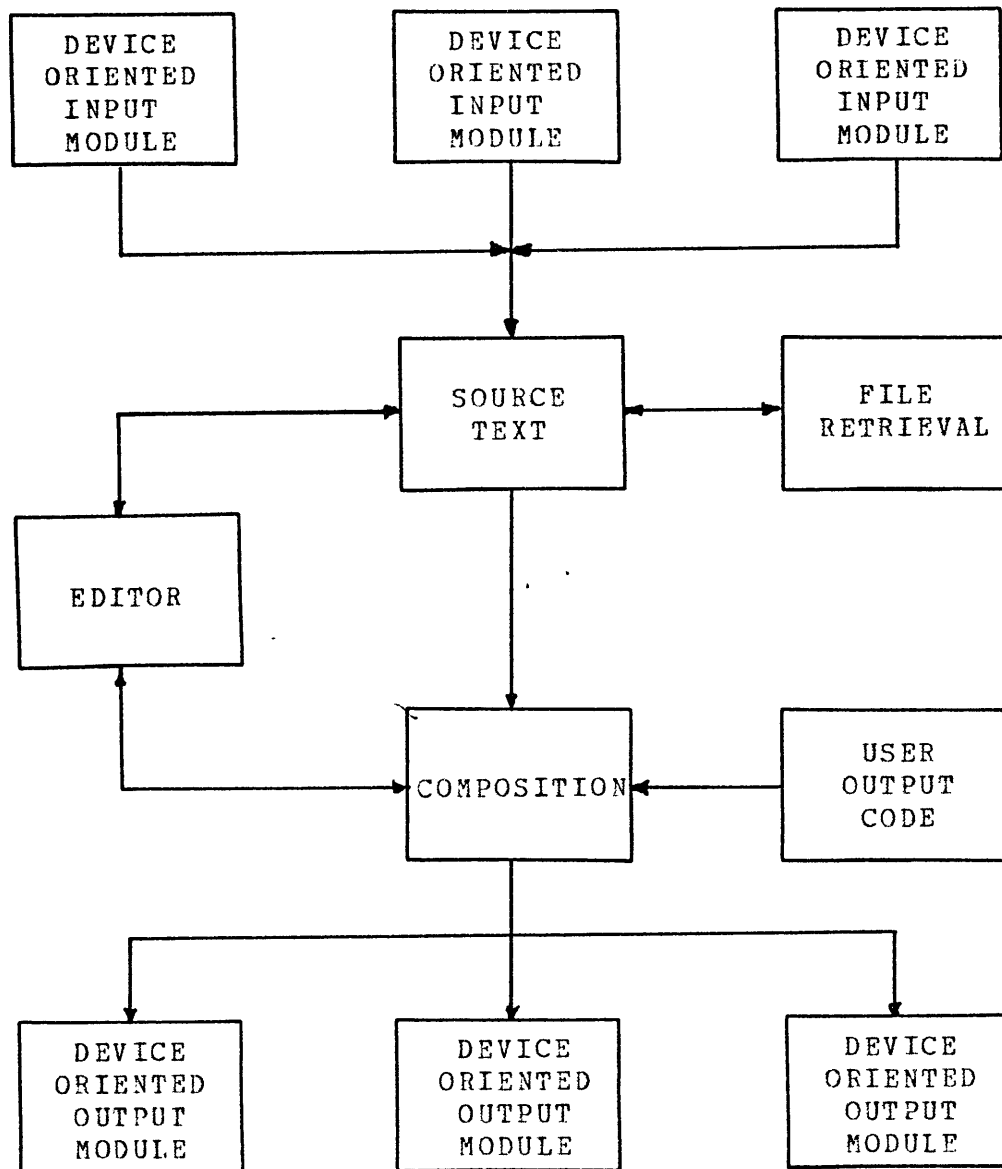 DEVICE
ORIENTED
INPUT
MODULE
DEVICE
ORIENTED
INPUT
MODULE
DEVICE
ORIENTED
INPUT
MODULE
SOURCE
TEXT
FILE
RETRIEVAL
EDITOR
COMPOSITION
USER
OUTPUT
CODE
DEVICE
ORIENTED
OUTPUT
MODULE
DEVICE
ORIENTED
OUTPUT
MODULE
DEVICE
ORIENTED
OUTPUT
MODULE